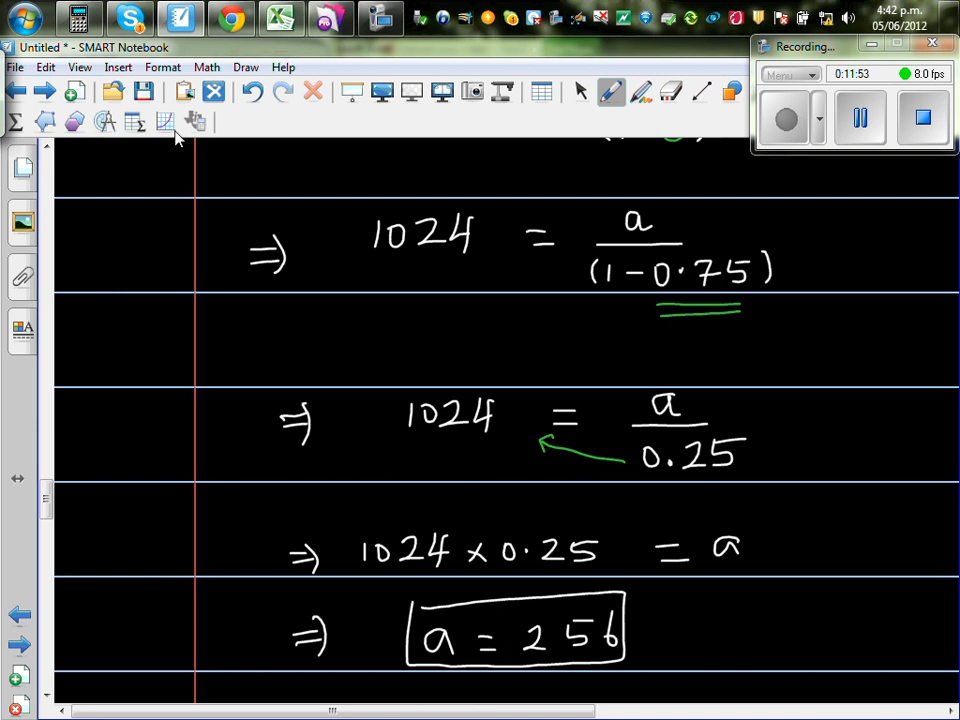 4:42 p.m.
05/06/2012
Untitled * - SMART Notebook
Recording...
File Edit View Insert Format Math Draw Help
Menu 0:11:53 8.0 fps
⇒ 1024 = a
(1 - 0.75)
⇒ 1024 = a
0.25
⇒ 1024 x 0.25 = a
⇒ a = 256